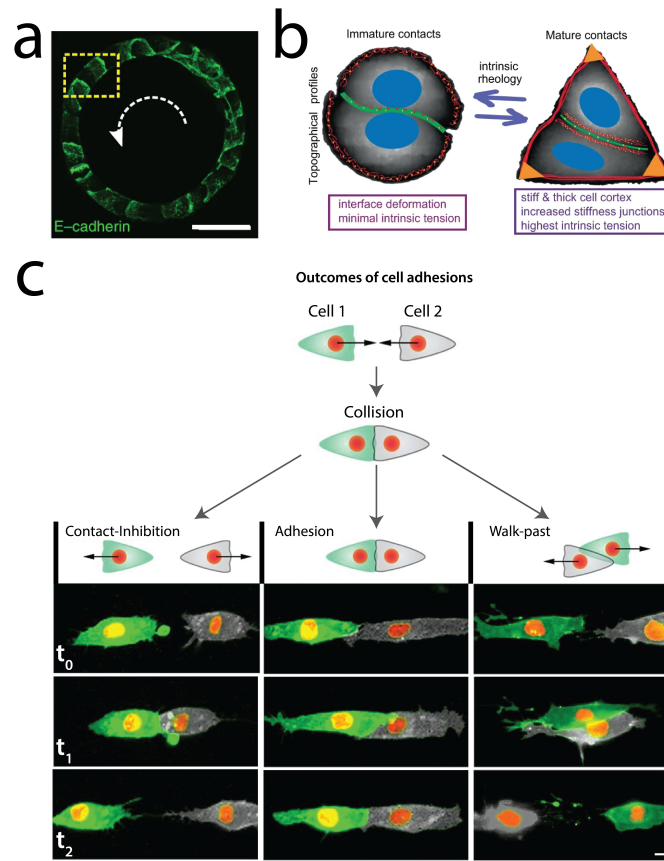 a
E–cadherin
b
Immature contacts
Mature contacts
Topographical profiles
intrinsic
rheology
interface deformation
minimal intrinsic tension
stiff & thick cell cortex
increased stiffness junctions
highest intrinsic tension
c
Outcomes of cell adhesions
Cell 1
Cell 2
Collision
Contact-Inhibition
Adhesion
Walk-past
t0
t1
t2